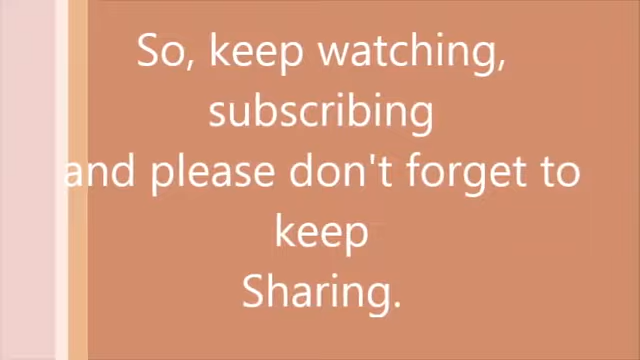 So, keep watching,
subscribing
and please don't forget to
keep
Sharing.